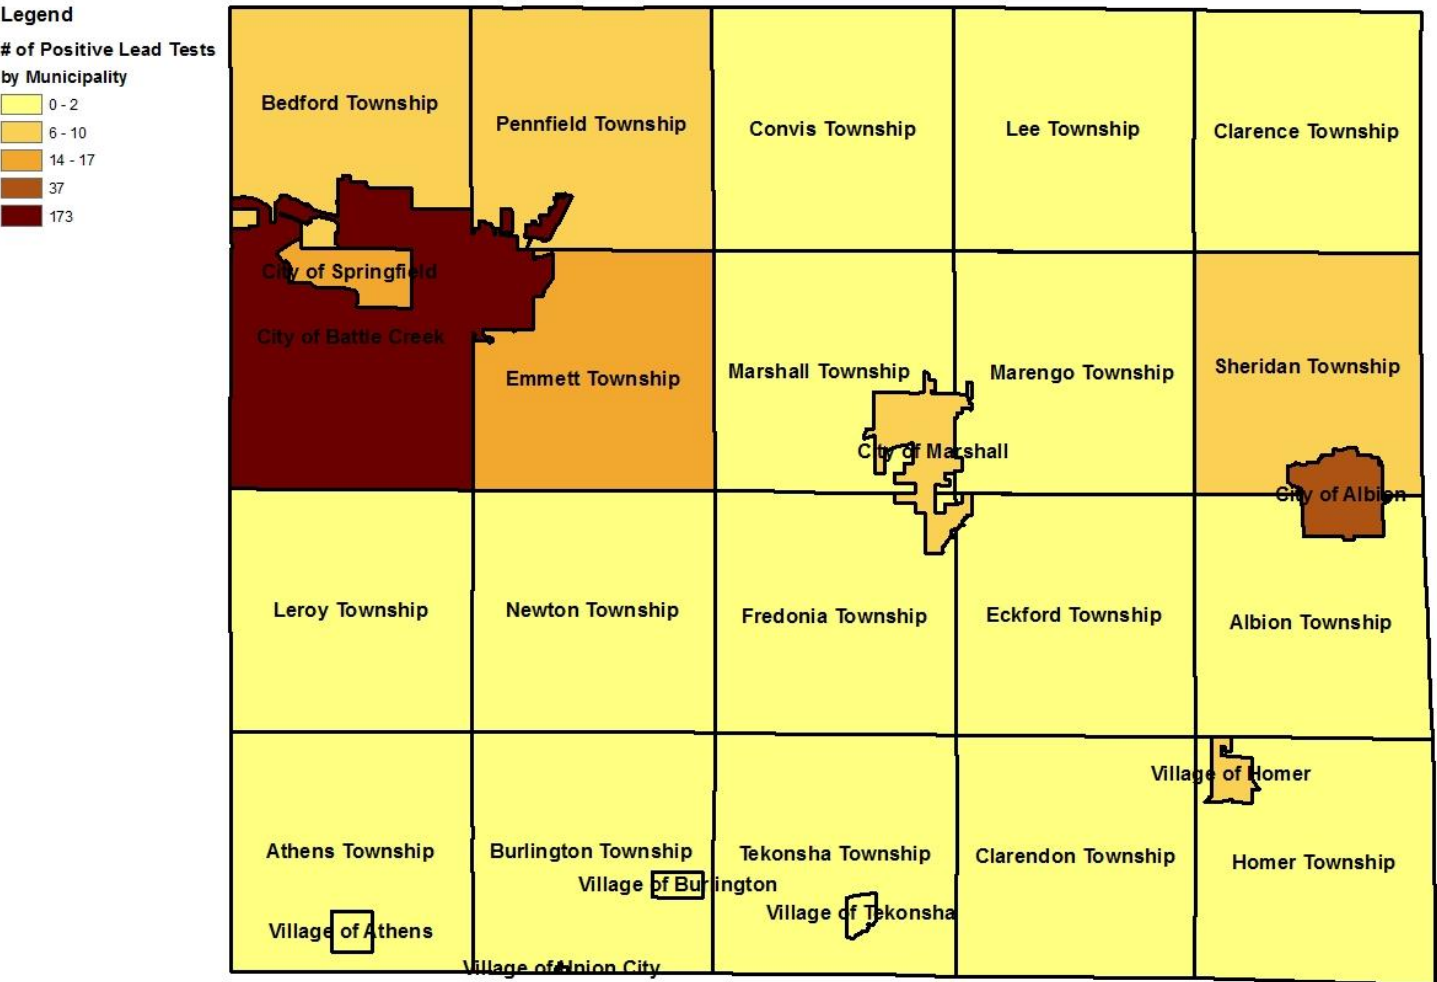 Legend
# of Positive Lead Tests
by Municipality
0 - 2
6 - 10
14 - 17
37
173
Bedford Township
Pennfield Township
Convis Township
Lee Township
Clarence Township
City of Springfield
City of Battle Creek
Emmett Township
Marshall Township
Marengo Township
Sheridan Township
City of Marshall
City of Albion
Leroy Township
Newton Township
Fredonia Township
Eckford Township
Albion Township
Village of Homer
Athens Township
Burlington Township
Tekonsha Township
Clarendon Township
Homer Township
Village of Burlington
Village of Tekonsha
Village of Athens
Village of Union City